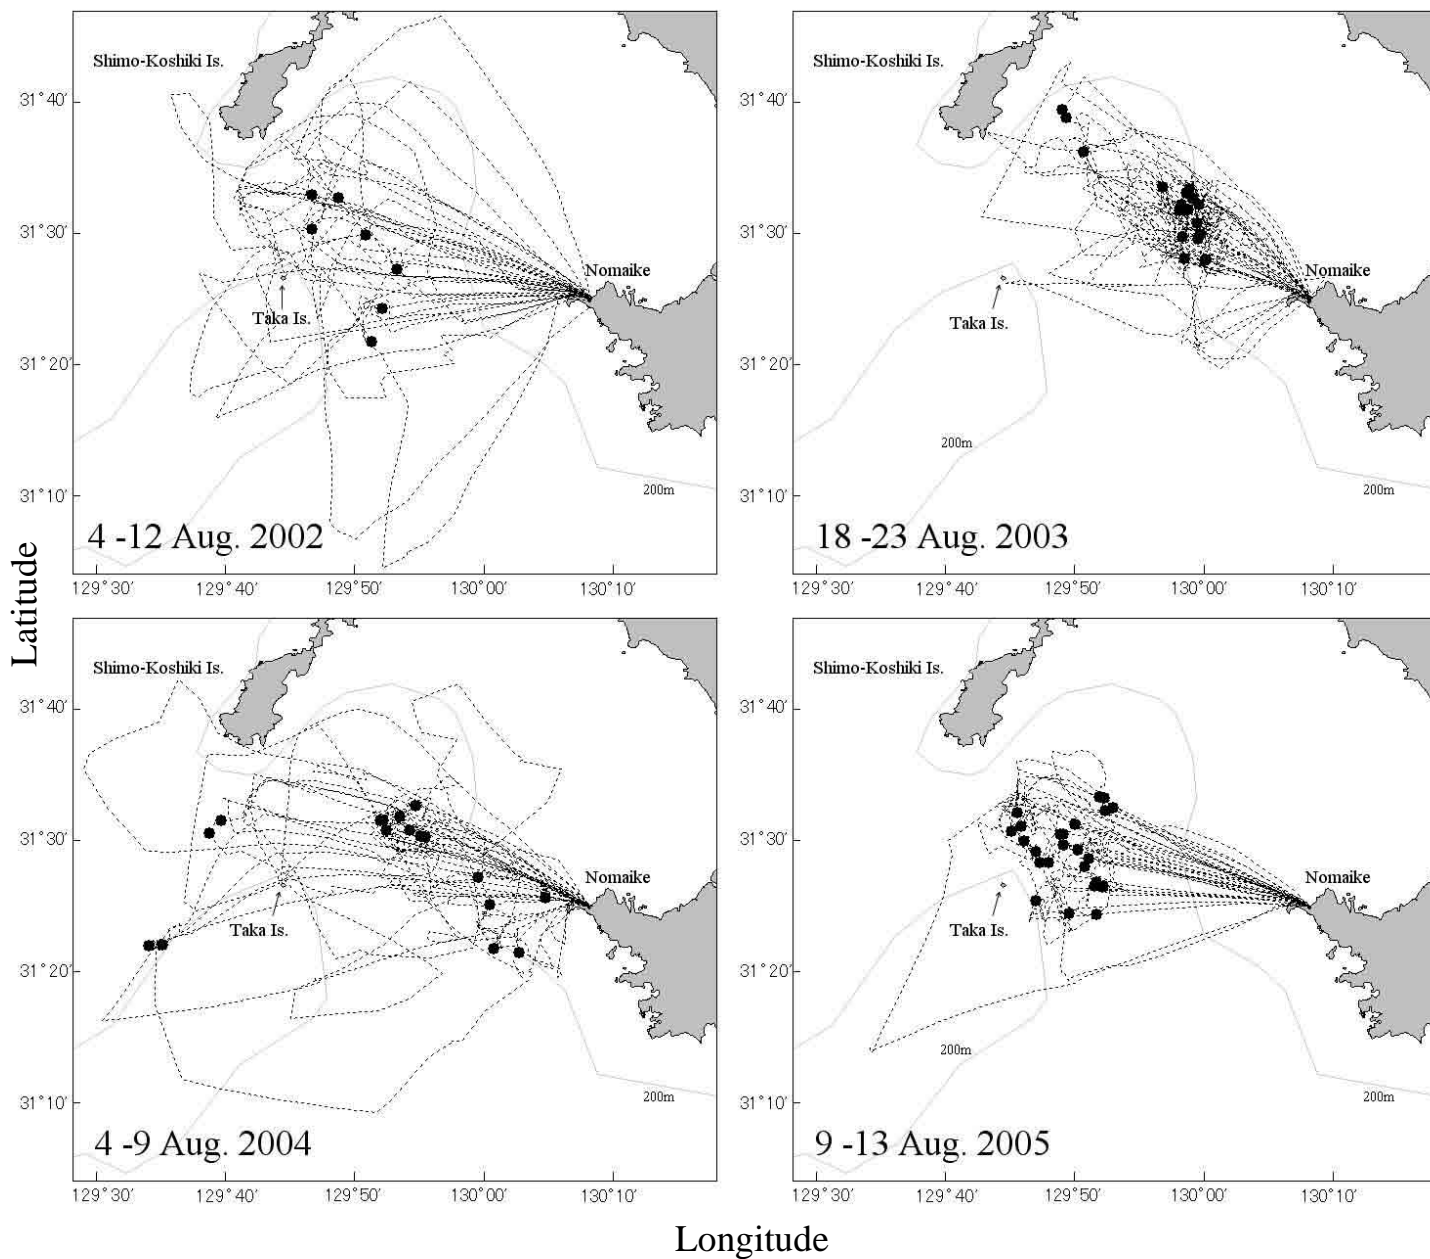 Shimo-Koshiki Is.
31°40′
31°30′
Nomaike
Taka Is.
31°20′
31°10′
200m
4 -12 Aug. 2002
129°30′ 129°40′ 129°50′ 130°00′ 130°10′
Shimo-Koshiki Is.
31°40′
31°30′
Nomaike
Taka Is.
31°20′
200m
31°10′
200m
18 -23 Aug. 2003
129°30′ 129°40′ 129°50′ 130°00′ 130°10′
Latitude
Shimo-Koshiki Is.
31°40′
31°30′
Nomaike
Taka Is.
31°20′
31°10′
200m
4 -9 Aug. 2004
129°30′ 129°40′ 129°50′ 130°00′ 130°10′
Shimo-Koshiki Is.
31°40′
31°30′
Nomaike
Taka Is.
31°20′
200m
31°10′
200m
9 -13 Aug. 2005
129°30′ 129°40′ 129°50′ 130°00′ 130°10′
Longitude